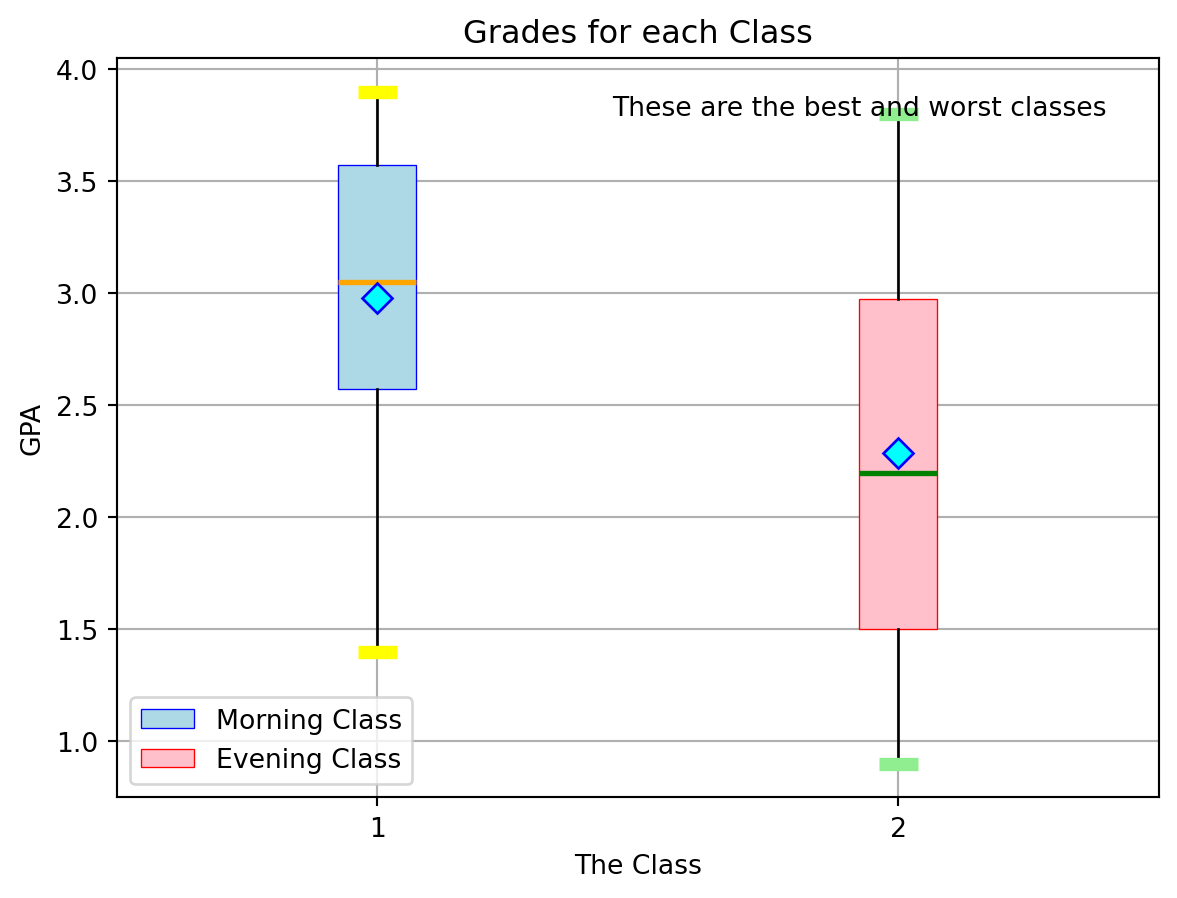 Grades for each Class
These are the best and worst classes
4.0
3.5
3.0
2.5
2.0
1.5
1.0
GPA
Morning Class
Evening Class
1
2
The Class